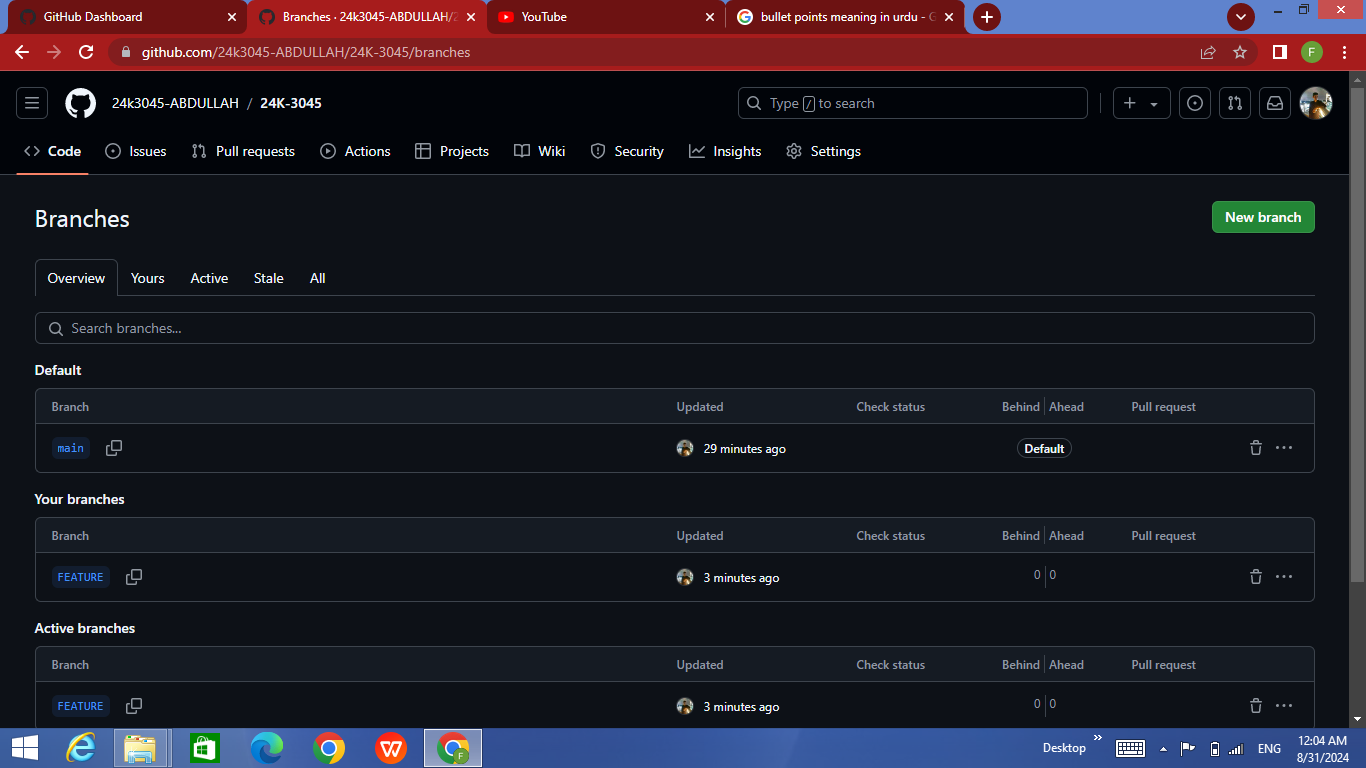 GitHub Dashboard
Branches · 24k3045-ABDULLAH/2
YouTube
bullet points meaning in urdu - G
github.com/24k3045-ABDULLAH/24K-3045/branches
F
24k3045-ABDULLAH / 24K-3045
Type / to search
Code Issues Pull requests Actions Projects Wiki Security Insights Settings
Branches
New branch
Overview Yours Active Stale All
Search branches...
Default
Branch Updated Check status Behind Ahead Pull request
main 29 minutes ago Default
Your branches
Branch Updated Check status Behind Ahead Pull request
FEATURE 3 minutes ago 0 0
Active branches
Branch Updated Check status Behind Ahead Pull request
FEATURE 3 minutes ago 0 0
Desktop
ENG
12:04 AM
8/31/2024